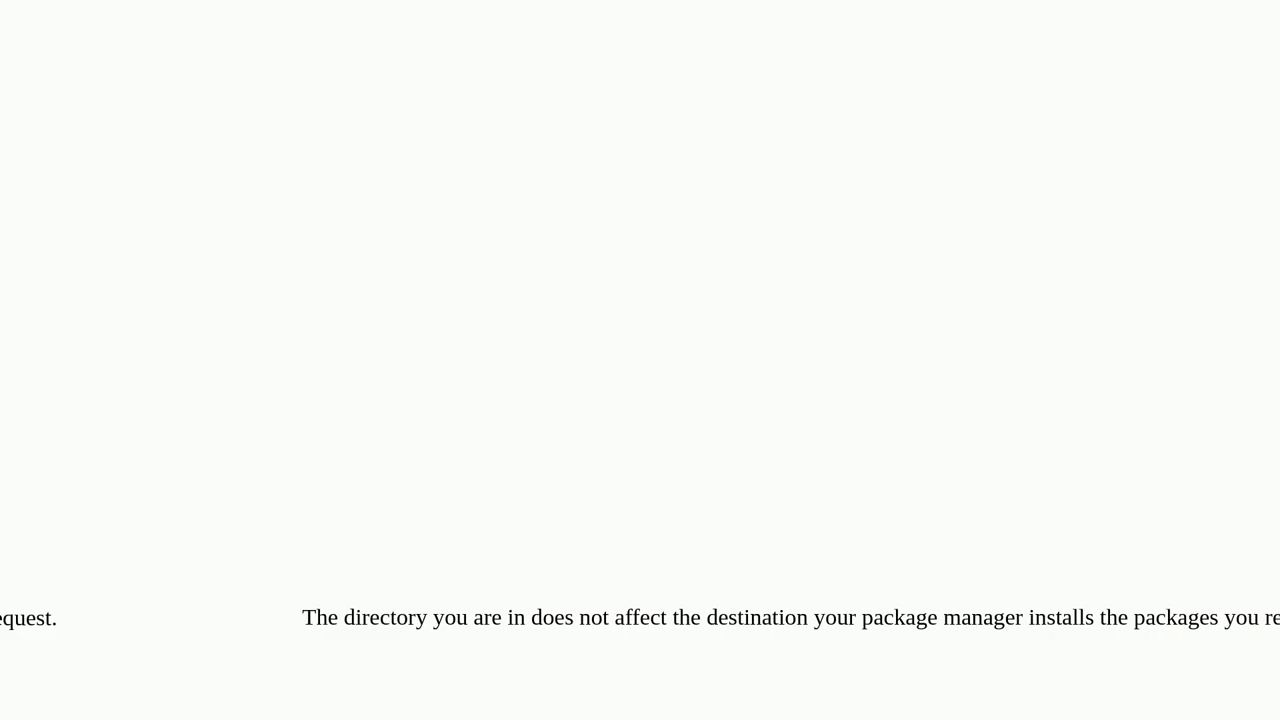 equest. The directory you are in does not affect the destination your package manager installs the packages you re